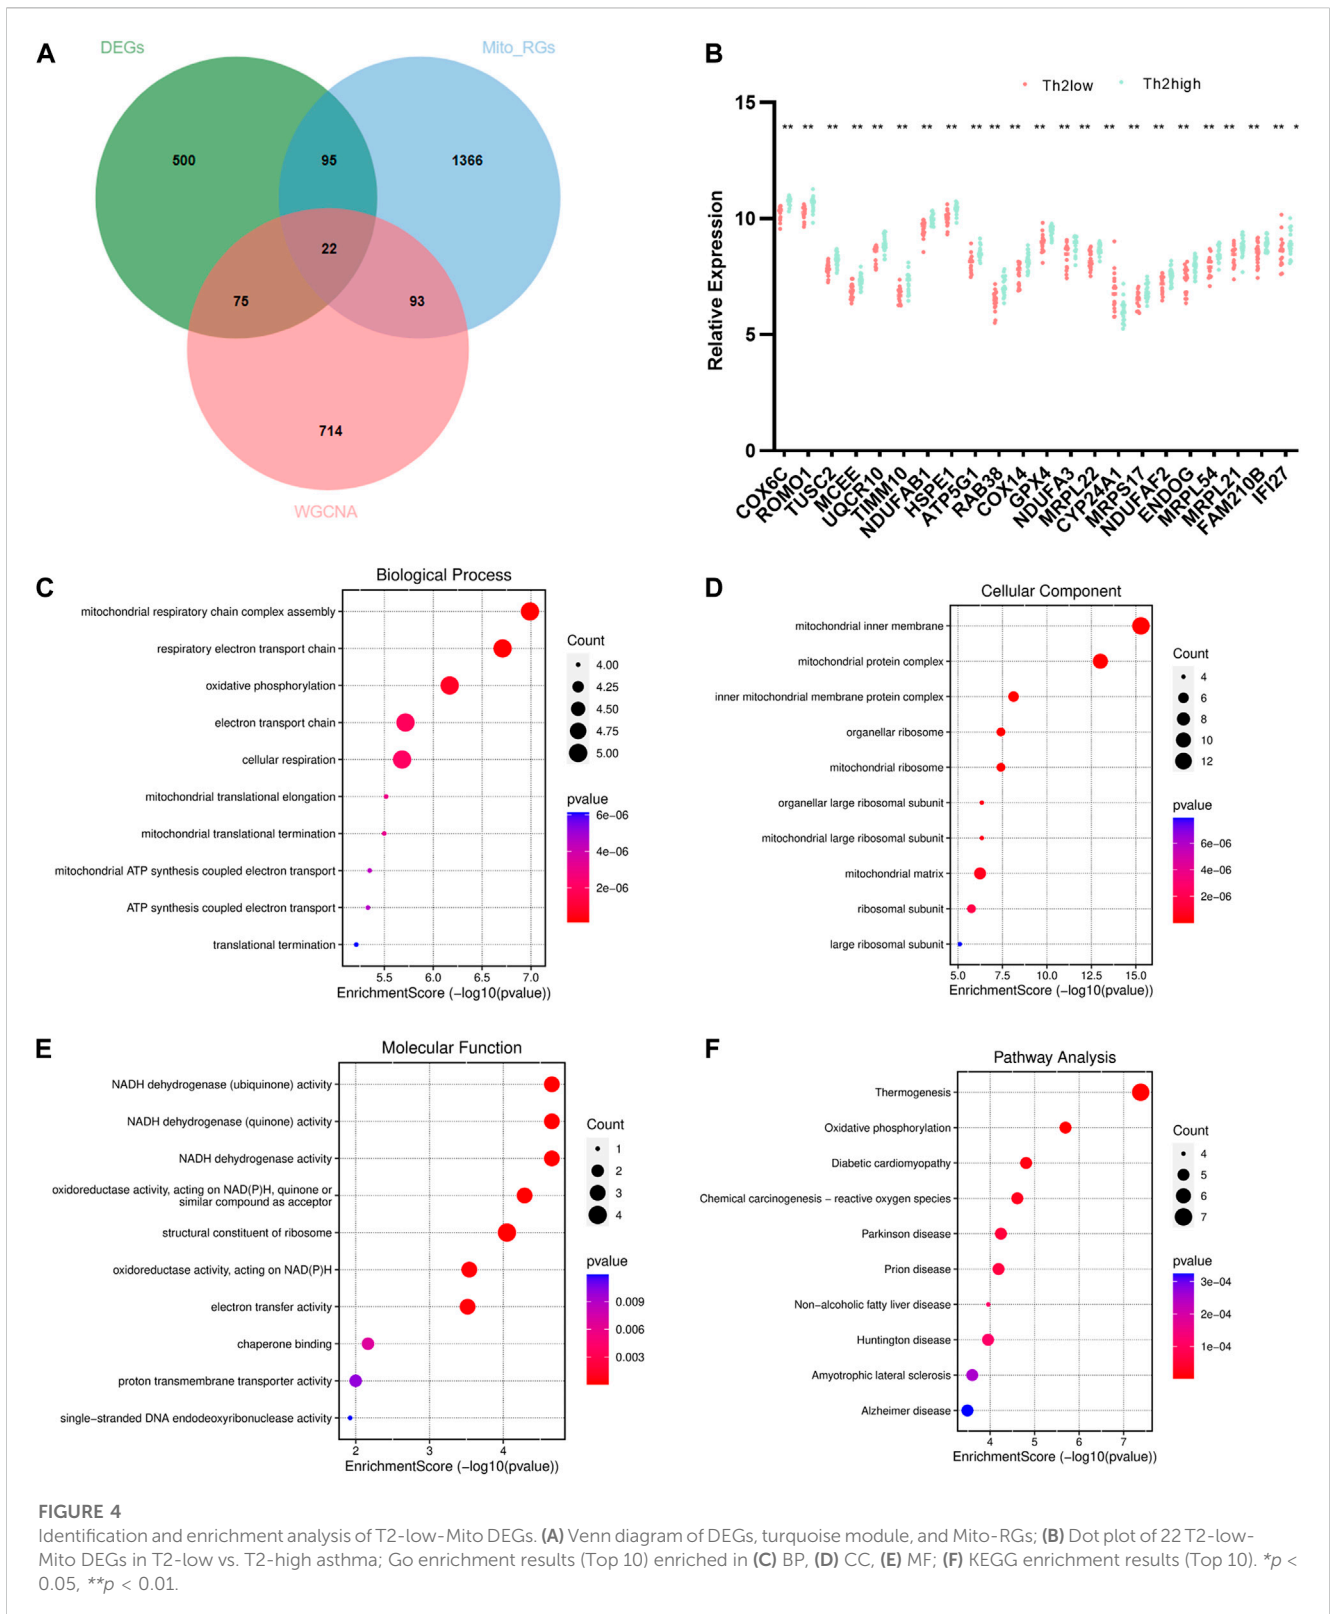 A
DEGs
Mito_RGs
500
95
1366
22
75
93
714
WGCNA
B
Th2low
Th2high
Relative Expression
15
10
5
0
** ** ** ** ** ** ** ** ** ** ** ** ** ** ** ** ** ** ** ** ** *
COX6C
ROMO1
TUSC2
MCEE
UQCR10
TIMM10
NDUFAB1
HSPE1
ATP5G1
RAB38
COX14
GPX4
NDUFA3
MRPL22
CYP24A1
MRPS17
NDUFAF2
ENDOG
MRPL54
MRPL21
FAM210B
IFI27
C
Biological Process
mitochondrial respiratory chain complex assembly
respiratory electron transport chain
oxidative phosphorylation
electron transport chain
cellular respiration
mitochondrial translational elongation
mitochondrial translational termination
mitochondrial ATP synthesis coupled electron transport
ATP synthesis coupled electron transport
translational termination
5.5 6.0 6.5 7.0
EnrichmentScore (−log10(pvalue))
Count
4.00
4.25
4.50
4.75
5.00
pvalue
6e−06
4e−06
2e−06
D
Cellular Component
mitochondrial inner membrane
mitochondrial protein complex
inner mitochondrial membrane protein complex
organellar ribosome
mitochondrial ribosome
organellar large ribosomal subunit
mitochondrial large ribosomal subunit
mitochondrial matrix
ribosomal subunit
large ribosomal subunit
5.0 7.5 10.0 12.5 15.0
EnrichmentScore (−log10(pvalue))
Count
4
6
8
10
12
pvalue
6e−06
4e−06
2e−06
E
Molecular Function
NADH dehydrogenase (ubiquinone) activity
NADH dehydrogenase (quinone) activity
NADH dehydrogenase activity
oxidoreductase activity, acting on NAD(P)H, quinone or
similar compound as acceptor
structural constituent of ribosome
oxidoreductase activity, acting on NAD(P)H
electron transfer activity
chaperone binding
proton transmembrane transporter activity
single−stranded DNA endodeoxyribonuclease activity
2 3 4
EnrichmentScore (−log10(pvalue))
Count
1
2
3
4
pvalue
0.009
0.006
0.003
F
Pathway Analysis
Thermogenesis
Oxidative phosphorylation
Diabetic cardiomyopathy
Chemical carcinogenesis − reactive oxygen species
Parkinson disease
Prion disease
Non−alcoholic fatty liver disease
Huntington disease
Amyotrophic lateral sclerosis
Alzheimer disease
4 5 6 7
EnrichmentScore (−log10(pvalue))
Count
4
5
6
7
pvalue
3e−04
2e−04
1e−04
FIGURE 4
Identification and enrichment analysis of T2-low-Mito DEGs. (A) Venn diagram of DEGs, turquoise module, and Mito-RGs; (B) Dot plot of 22 T2-low-
Mito DEGs in T2-low vs. T2-high asthma; Go enrichment results (Top 10) enriched in (C) BP, (D) CC, (E) MF; (F) KEGG enrichment results (Top 10). *p <
0.05, **p < 0.01.